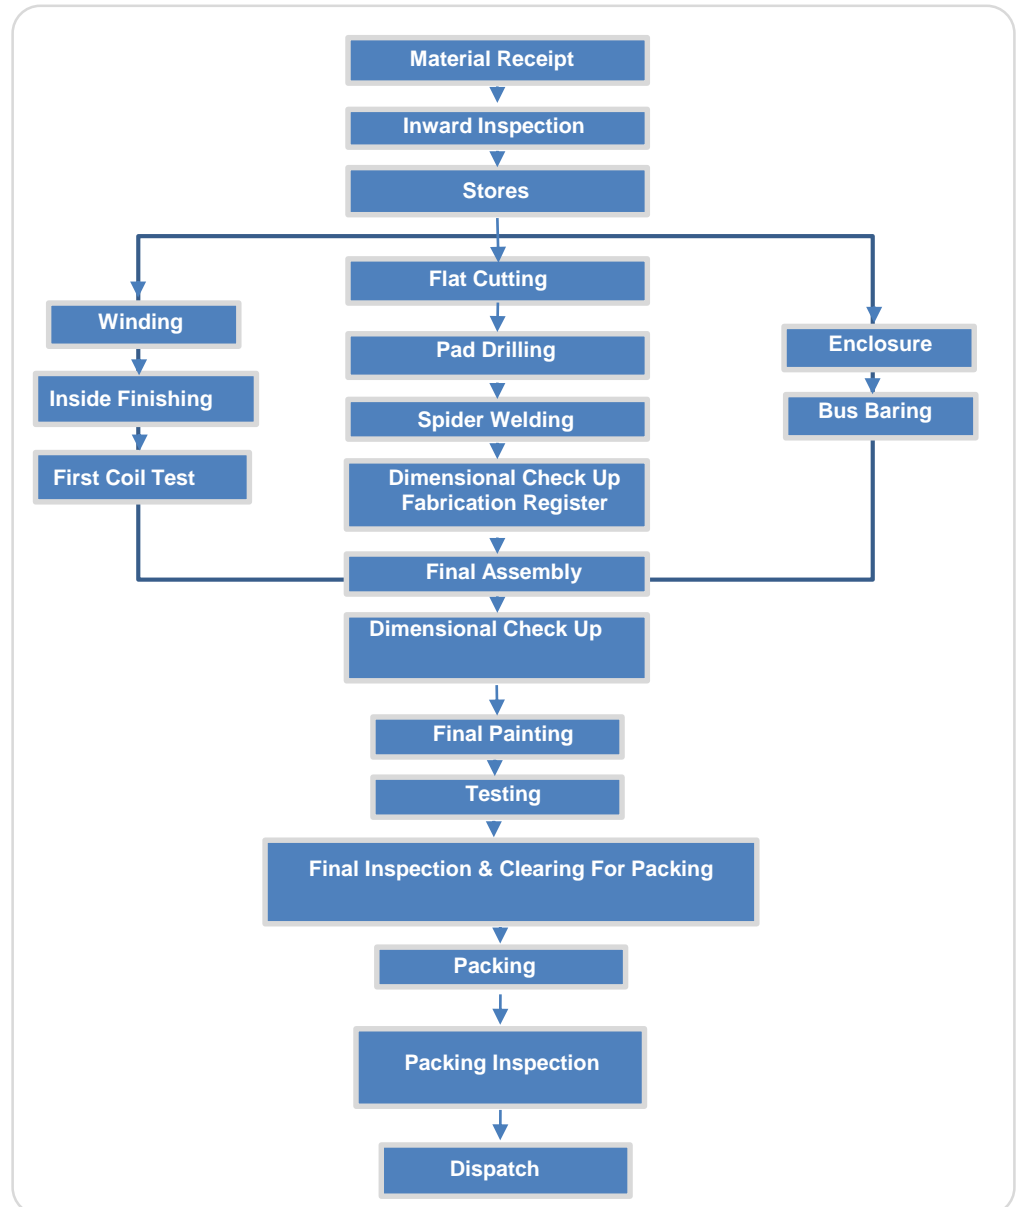 Material Receipt
Inward Inspection
Stores
Flat Cutting
Winding
Enclosure
Pad Drilling
Inside Finishing
Bus Baring
Spider Welding
First Coil Test
Dimensional Check Up
Fabrication Register
Final Assembly
Dimensional Check Up
Final Painting
Testing
Final Inspection & Clearing For Packing
Packing
Packing Inspection
Dispatch